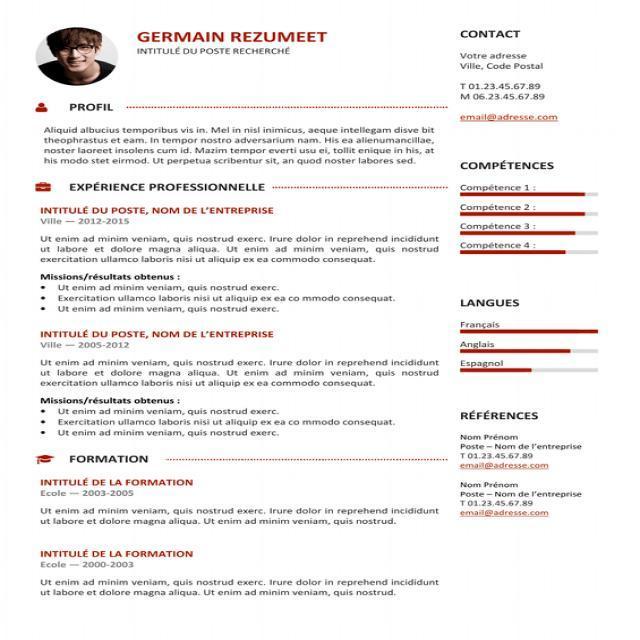 GERMAIN REZUMEET
INTITULÉ DU POSTE RECHERCHÉ
PROFIL
Aliquid albucius temporibus vis in. Mel in nisl inimicus, aeque intellegam disve bit
theophrastus et eam. In tempor nostro adversarium nam. His ea alienumancillae,
noster laoreet insolens cum id. Mazim tempor everti usu ei, tollit enique in his, at
his modo stet eirmod. Ut perpetua scribentur sit, an quod noster labores sed.
EXPÉRIENCE PROFESSIONNELLE
INTITULÉ DU POSTE, NOM DE L'ENTREPRISE
Ville — 2012-2015
Ut enim ad minim veniam, quis nostrud exerc. Irure dolor in reprehend incididunt
ut labore et dolore magna aliqua. Ut enim ad minim veniam, quis nostrud
exercitation ullamco laboris nisi ut aliquip ex ea commodo consequat.
Missions/résultats obtenus :
• Ut enim ad minim veniam, quis nostrud exerc.
• Exercitation ullamco laboris nisi ut aliquip ex ea co mmodo consequat.
• Ut enim ad minim veniam, quis nostrud exerc.
INTITULÉ DU POSTE, NOM DE L'ENTREPRISE
Ville — 2005-2012
Ut enim ad minim veniam, quis nostrud exerc. Irure dolor in reprehend incididunt
ut labore et dolore magna aliqua. Ut enim ad minim veniam, quis nostrud
exercitation ullamco laboris nisi ut aliquip ex ea commodo consequat.
Missions/résultats obtenus :
• Ut enim ad minim veniam, quis nostrud exerc.
• Exercitation ullamco laboris nisi ut aliquip ex ea co mmodo consequat.
• Ut enim ad minim veniam, quis nostrud exerc.
FORMATION
INTITULÉ DE LA FORMATION
Ecole — 2003-2005
Ut enim ad minim veniam, quis nostrud exerc. Irure dolor in reprehend incididunt
ut labore et dolore magna aliqua. Ut enim ad minim veniam, quis nostrud.
INTITULÉ DE LA FORMATION
Ecole — 2000-2003
Ut enim ad minim veniam, quis nostrud exerc. Irure dolor in reprehend incididunt
ut labore et dolore magna aliqua. Ut enim ad minim veniam, quis nostrud.
CONTACT
Votre adresse
Ville, Code Postal
T 01.23.45.67.89
M 06.23.45.67.89
email@adresse.com
COMPÉTENCES
Compétence 1 :
Compétence 2 :
Compétence 3 :
Compétence 4 :
LANGUES
Français
Anglais
Espagnol
RÉFÉRENCES
Nom Prénom
Poste – Nom de l'entreprise
T 01.23.45.67.89
email@adresse.com
Nom Prénom
Poste – Nom de l'entreprise
T 01.23.45.67.89
email@adresse.com